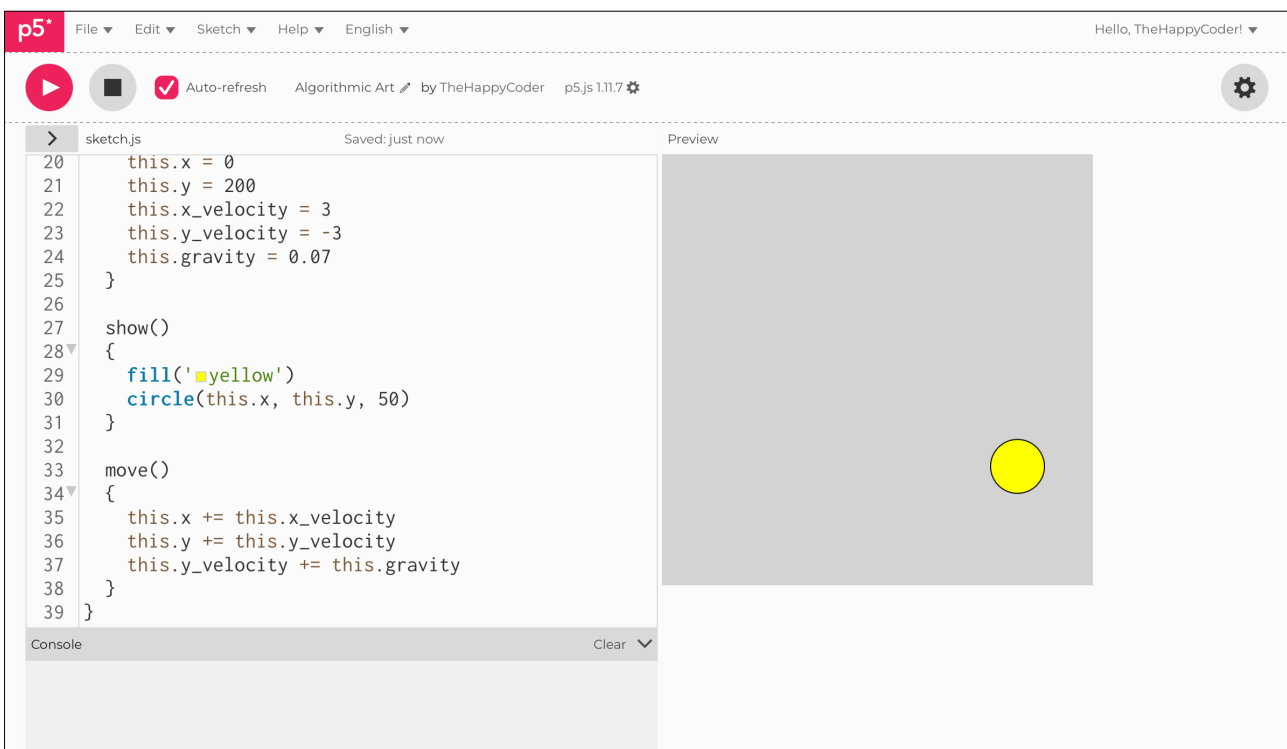 p5* File Edit Sketch Help English Hello, TheHappyCoder!
Auto-refresh Algorithmic Art by TheHappyCoder p5.js 1.11.7
sketch.js Saved: just now Preview
20 this.x = 0
21 this.y = 200
22 this.x_velocity = 3
23 this.y_velocity = -3
24 this.gravity = 0.07
25 }
26
27 show()
28 {
29 fill('yellow')
30 circle(this.x, this.y, 50)
31 }
32
33 move()
34 {
35 this.x += this.x_velocity
36 this.y += this.y_velocity
37 this.y_velocity += this.gravity
38 }
39 }
Console Clear